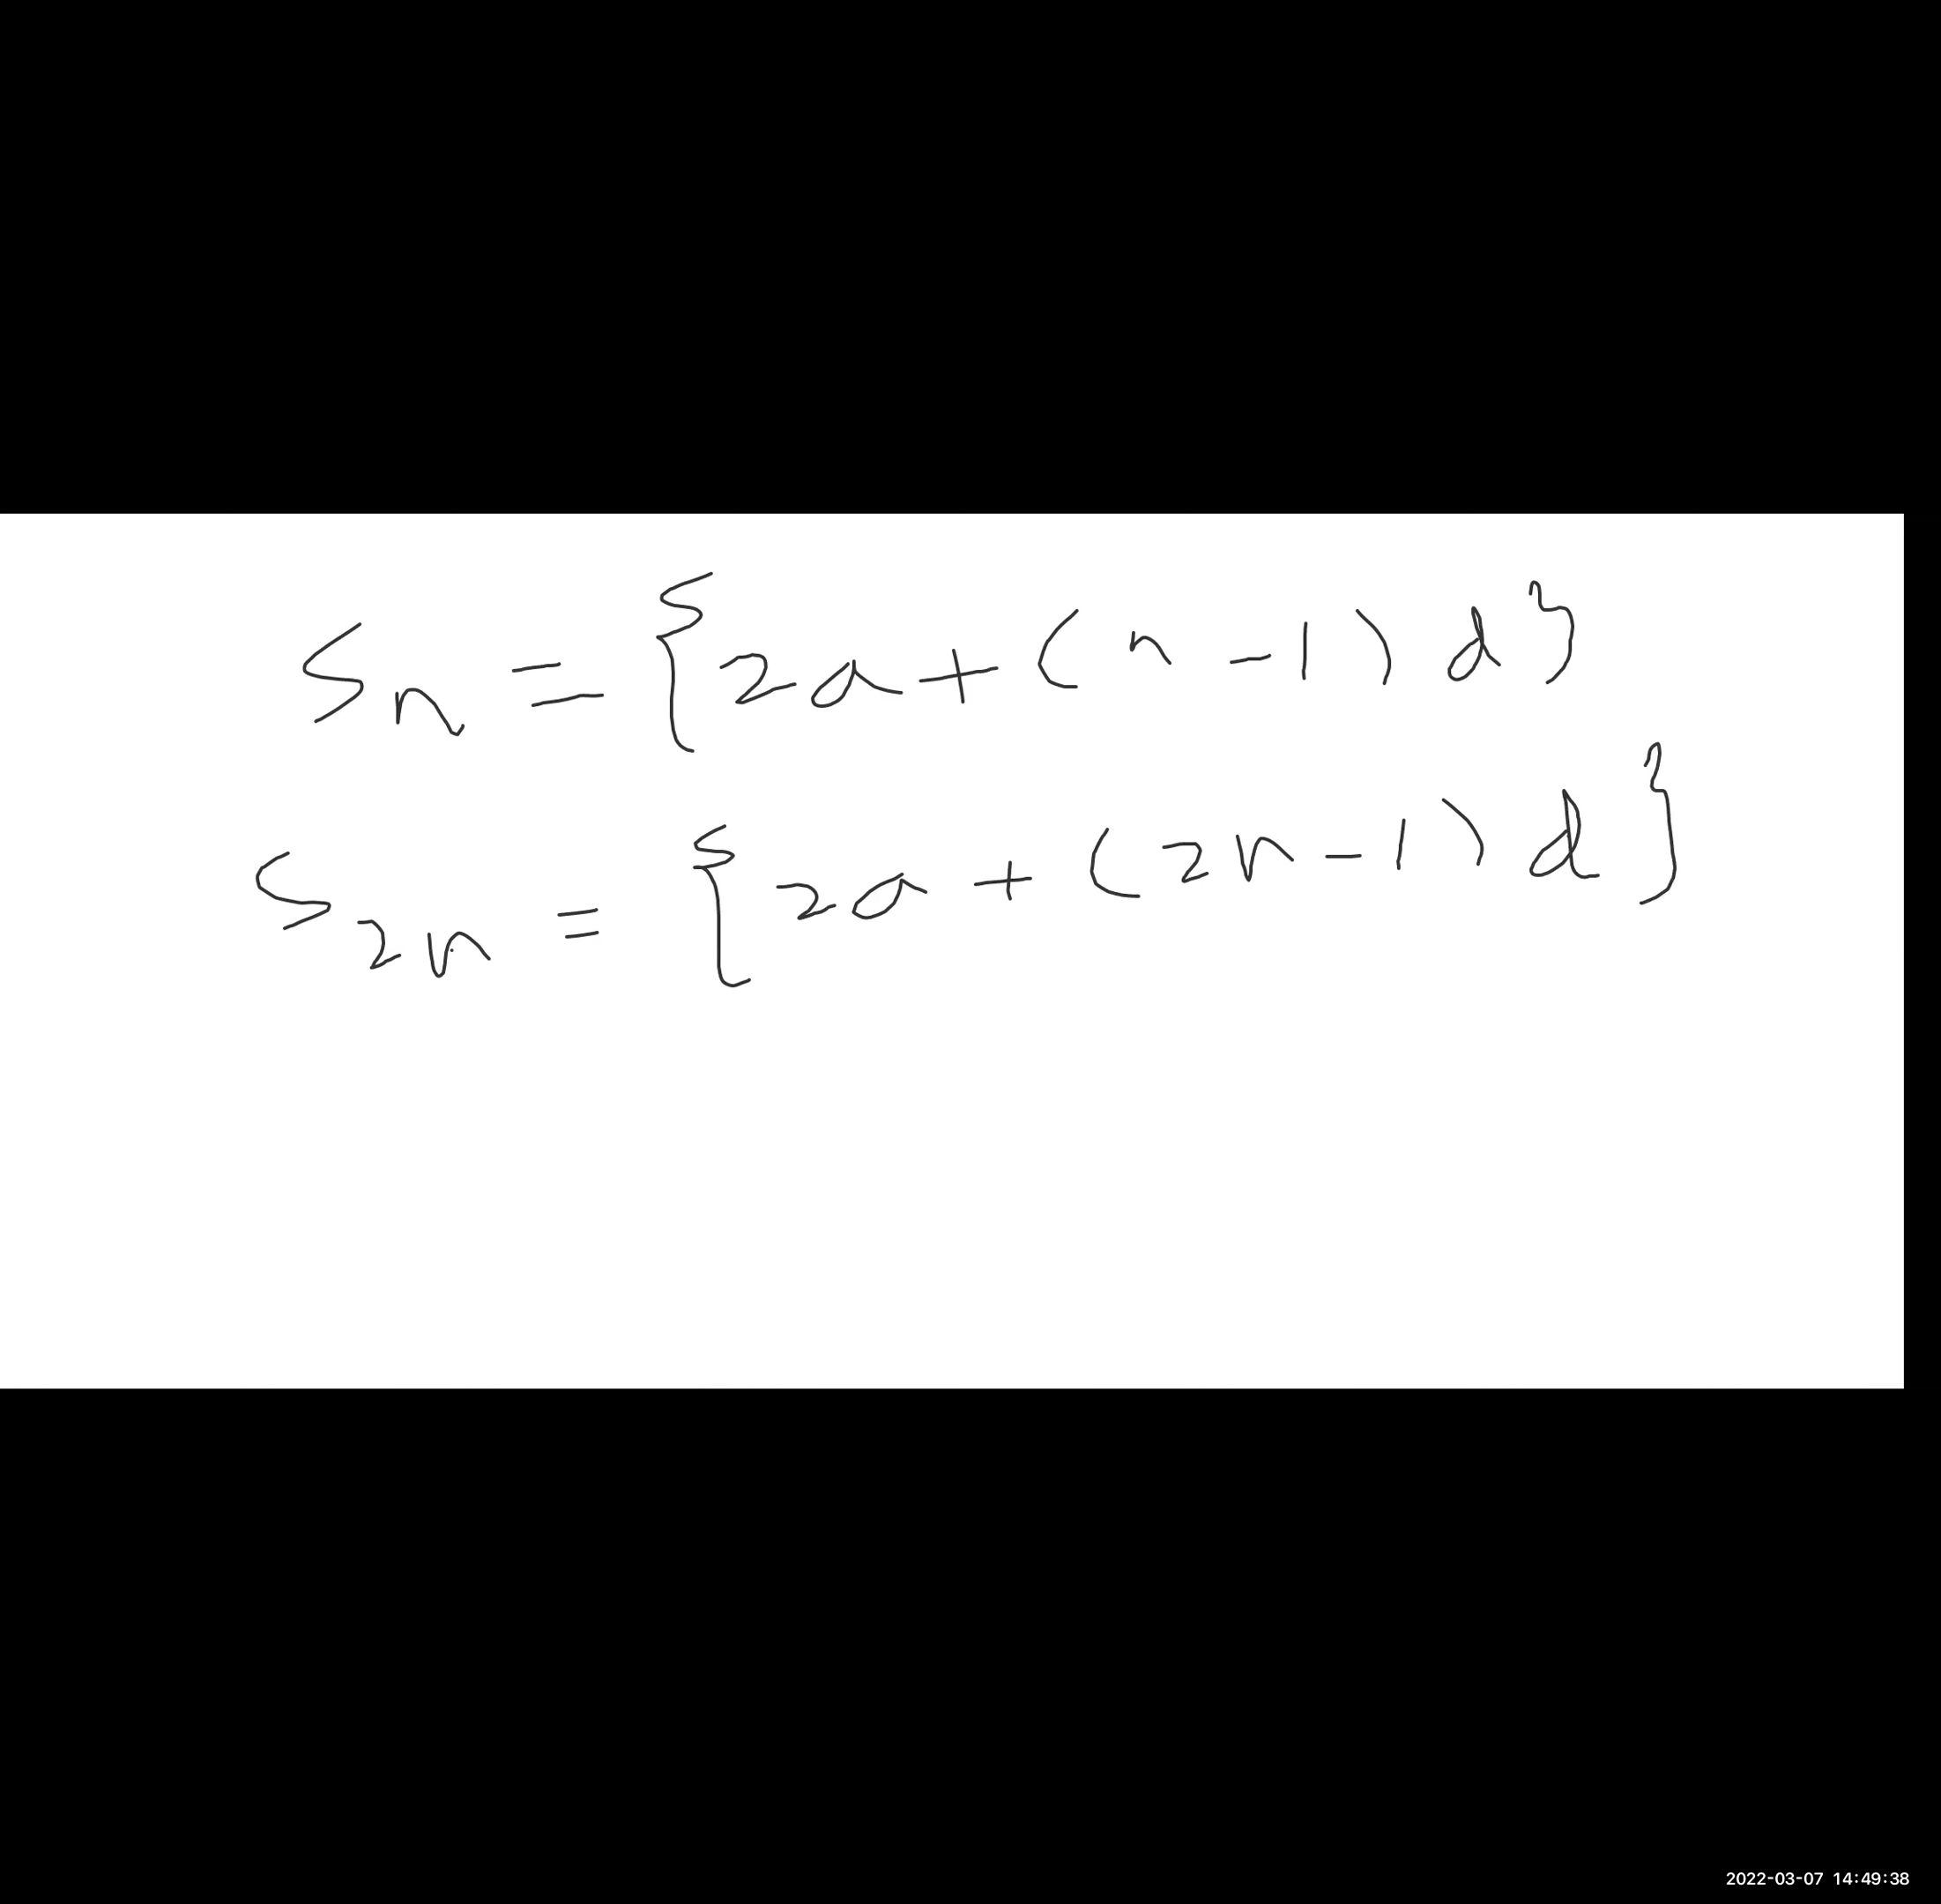 Sn = {2a+(n-1)d}
S2n = {2a+(2n-1)d}
2022-03-07 14:49:38